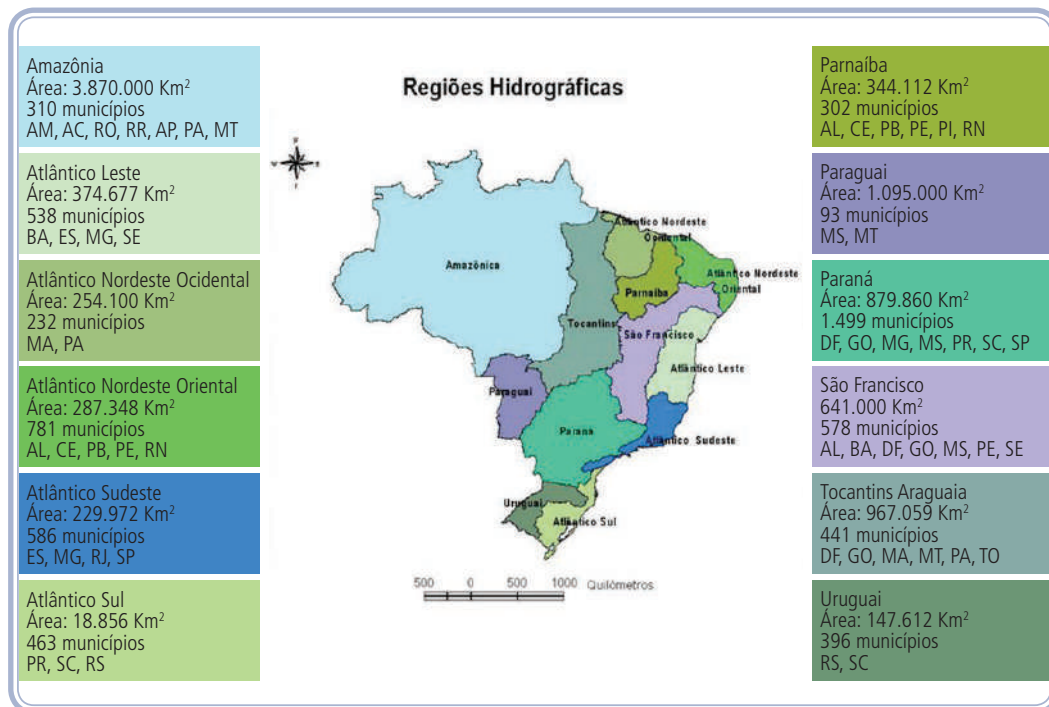 Amazônia
Área: 3.870.000 Km²
310 municípios
AM, AC, RO, RR, AP, PA, MT
Atlântico Leste
Área: 374.677 Km²
538 municípios
BA, ES, MG, SE
Atlântico Nordeste Ocidental
Área: 254.100 Km²
232 municípios
MA, PA
Atlântico Nordeste Oriental
Área: 287.348 Km²
781 municípios
AL, CE, PB, PE, RN
Atlântico Sudeste
Área: 229.972 Km²
586 municípios
ES, MG, RJ, SP
Atlântico Sul
Área: 18.856 Km²
463 municípios
PR, SC, RS
Regiões Hidrográficas
Atlântico Nordeste
Ocidental
Amazônica
Atlântico Nordeste
Oriental
Parnaíba
Tocantins
São Francisco
Atlântico Leste
Paraguai
Paraná
Atlântico Sudeste
Uruguai
Atlântico Sul
500 0 500 1000 Quilômetros
Parnaíba
Área: 344.112 Km²
302 municípios
AL, CE, PB, PE, PI, RN
Paraguai
Área: 1.095.000 Km²
93 municípios
MS, MT
Paraná
Área: 879.860 Km²
1.499 municípios
DF, GO, MG, MS, PR, SC, SP
São Francisco
641.000 Km²
578 municípios
AL, BA, DF, GO, MS, PE, SE
Tocantins Araguaia
Área: 967.059 Km²
441 municípios
DF, GO, MA, MT, PA, TO
Uruguai
Área: 147.612 Km²
396 municípios
RS, SC